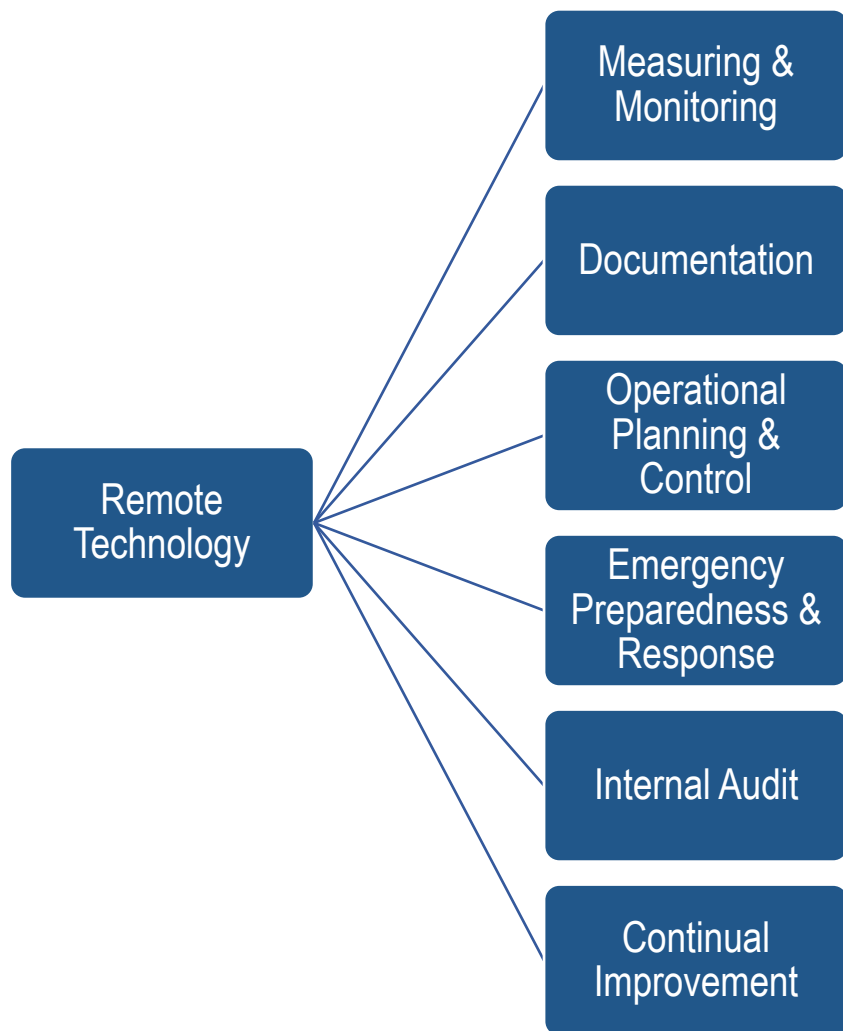 Measuring &
Monitoring
Documentation
Operational
Planning &
Control
Remote
Technology
Emergency
Preparedness &
Response
Internal Audit
Continual
Improvement